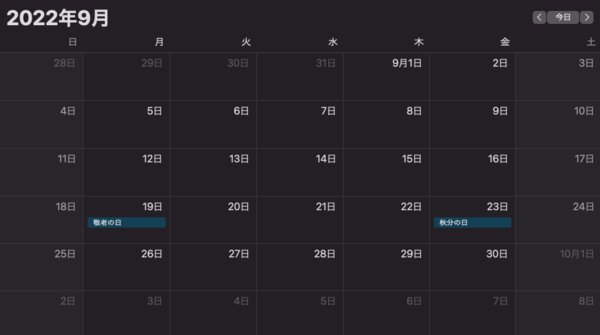 2022年9月
今日
日 月 火 水 木 金 土
28日 29日 30日 31日 9月1日 2日 3日
4日 5日 6日 7日 8日 9日 10日
11日 12日 13日 14日 15日 16日 17日
18日 19日 20日 21日 22日 23日 24日
敬老の日 秋分の日
25日 26日 27日 28日 29日 30日 10月1日
2日 3日 4日 5日 6日 7日 8日